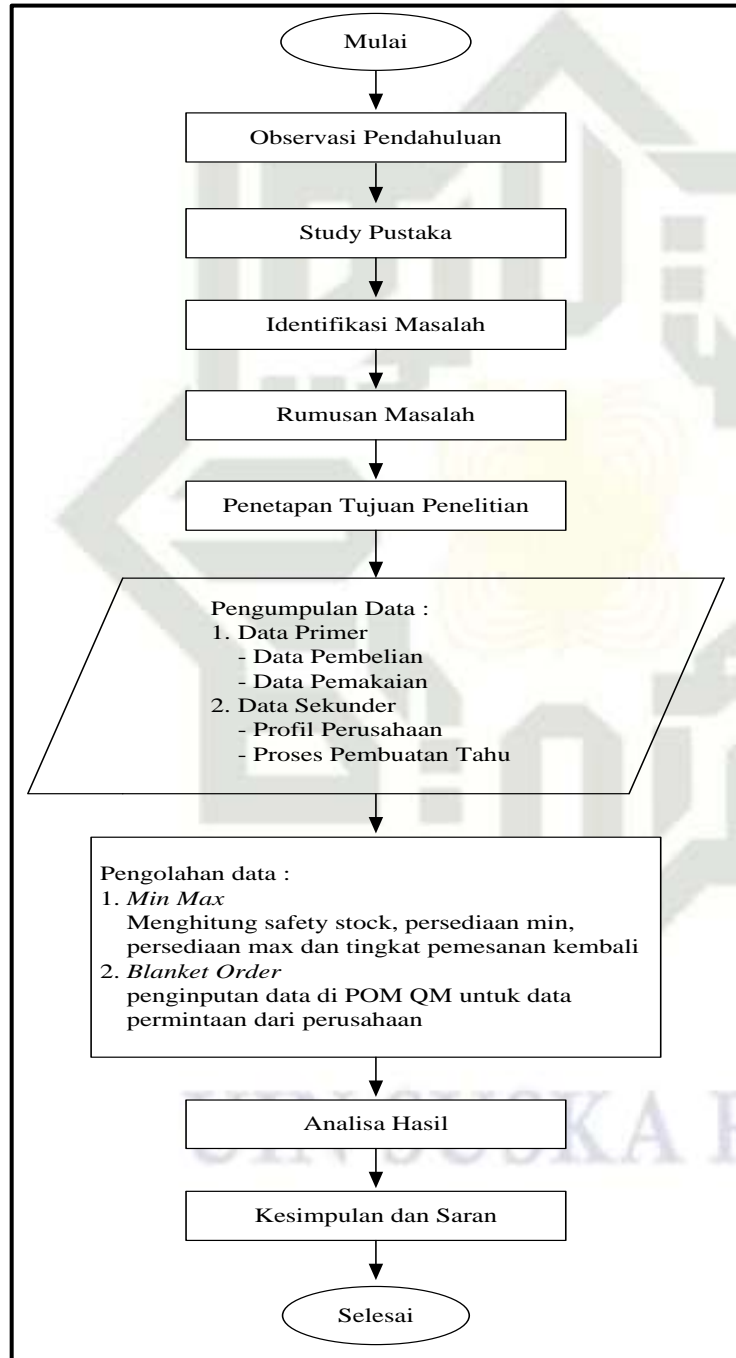 Mulai
Observasi Pendahuluan
Study Pustaka
Identifikasi Masalah
Rumusan Masalah
Penetapan Tujuan Penelitian
Pengumpulan Data :
1. Data Primer
- Data Pembelian
- Data Pemakaian
2. Data Sekunder
- Profil Perusahaan
- Proses Pembuatan Tahu
Pengolahan data :
1. Min Max
Menghitung safety stock, persediaan min,
persediaan max dan tingkat pemesanan kembali
2. Blanket Order
penginputan data di POM QM untuk data
permintaan dari perusahaan
UIN SUSKA
Analisa Hasil
Kesimpulan dan Saran
Selesai